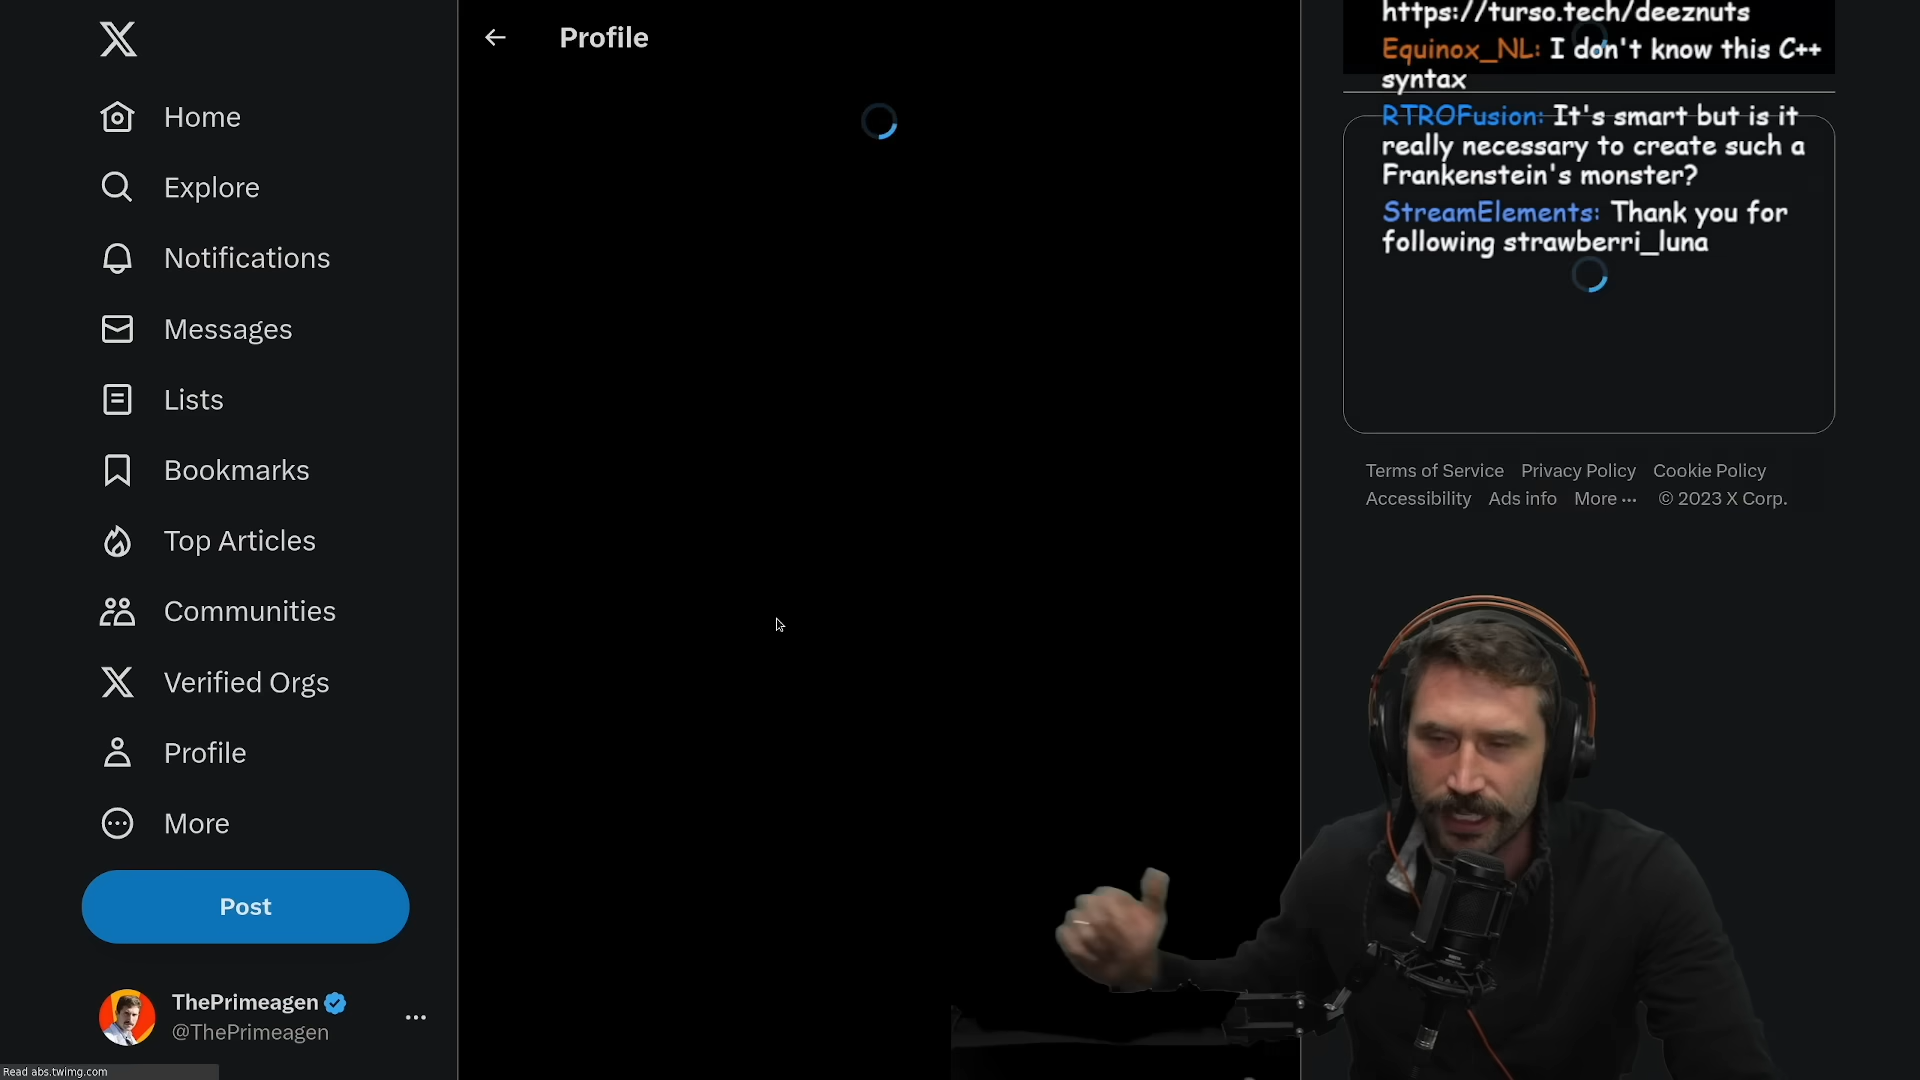 Profile
Home
Explore
Notifications
Messages
Lists
Bookmarks
Top Articles
Communities
Verified Orgs
Profile
More
Post
ThePrimeagen
@ThePrimeagen
Read abs.twimg.com
https://turso.tech/deeznuts
Equinox_NL: I don't know this C++
syntax
RTROFusion: It's smart but is it
really necessary to create such a
Frankenstein's monster?
StreamElements: Thank you for
following strawberri_luna
Terms of Service Privacy Policy Cookie Policy
Accessibility Ads info More ··· © 2023 X Corp.